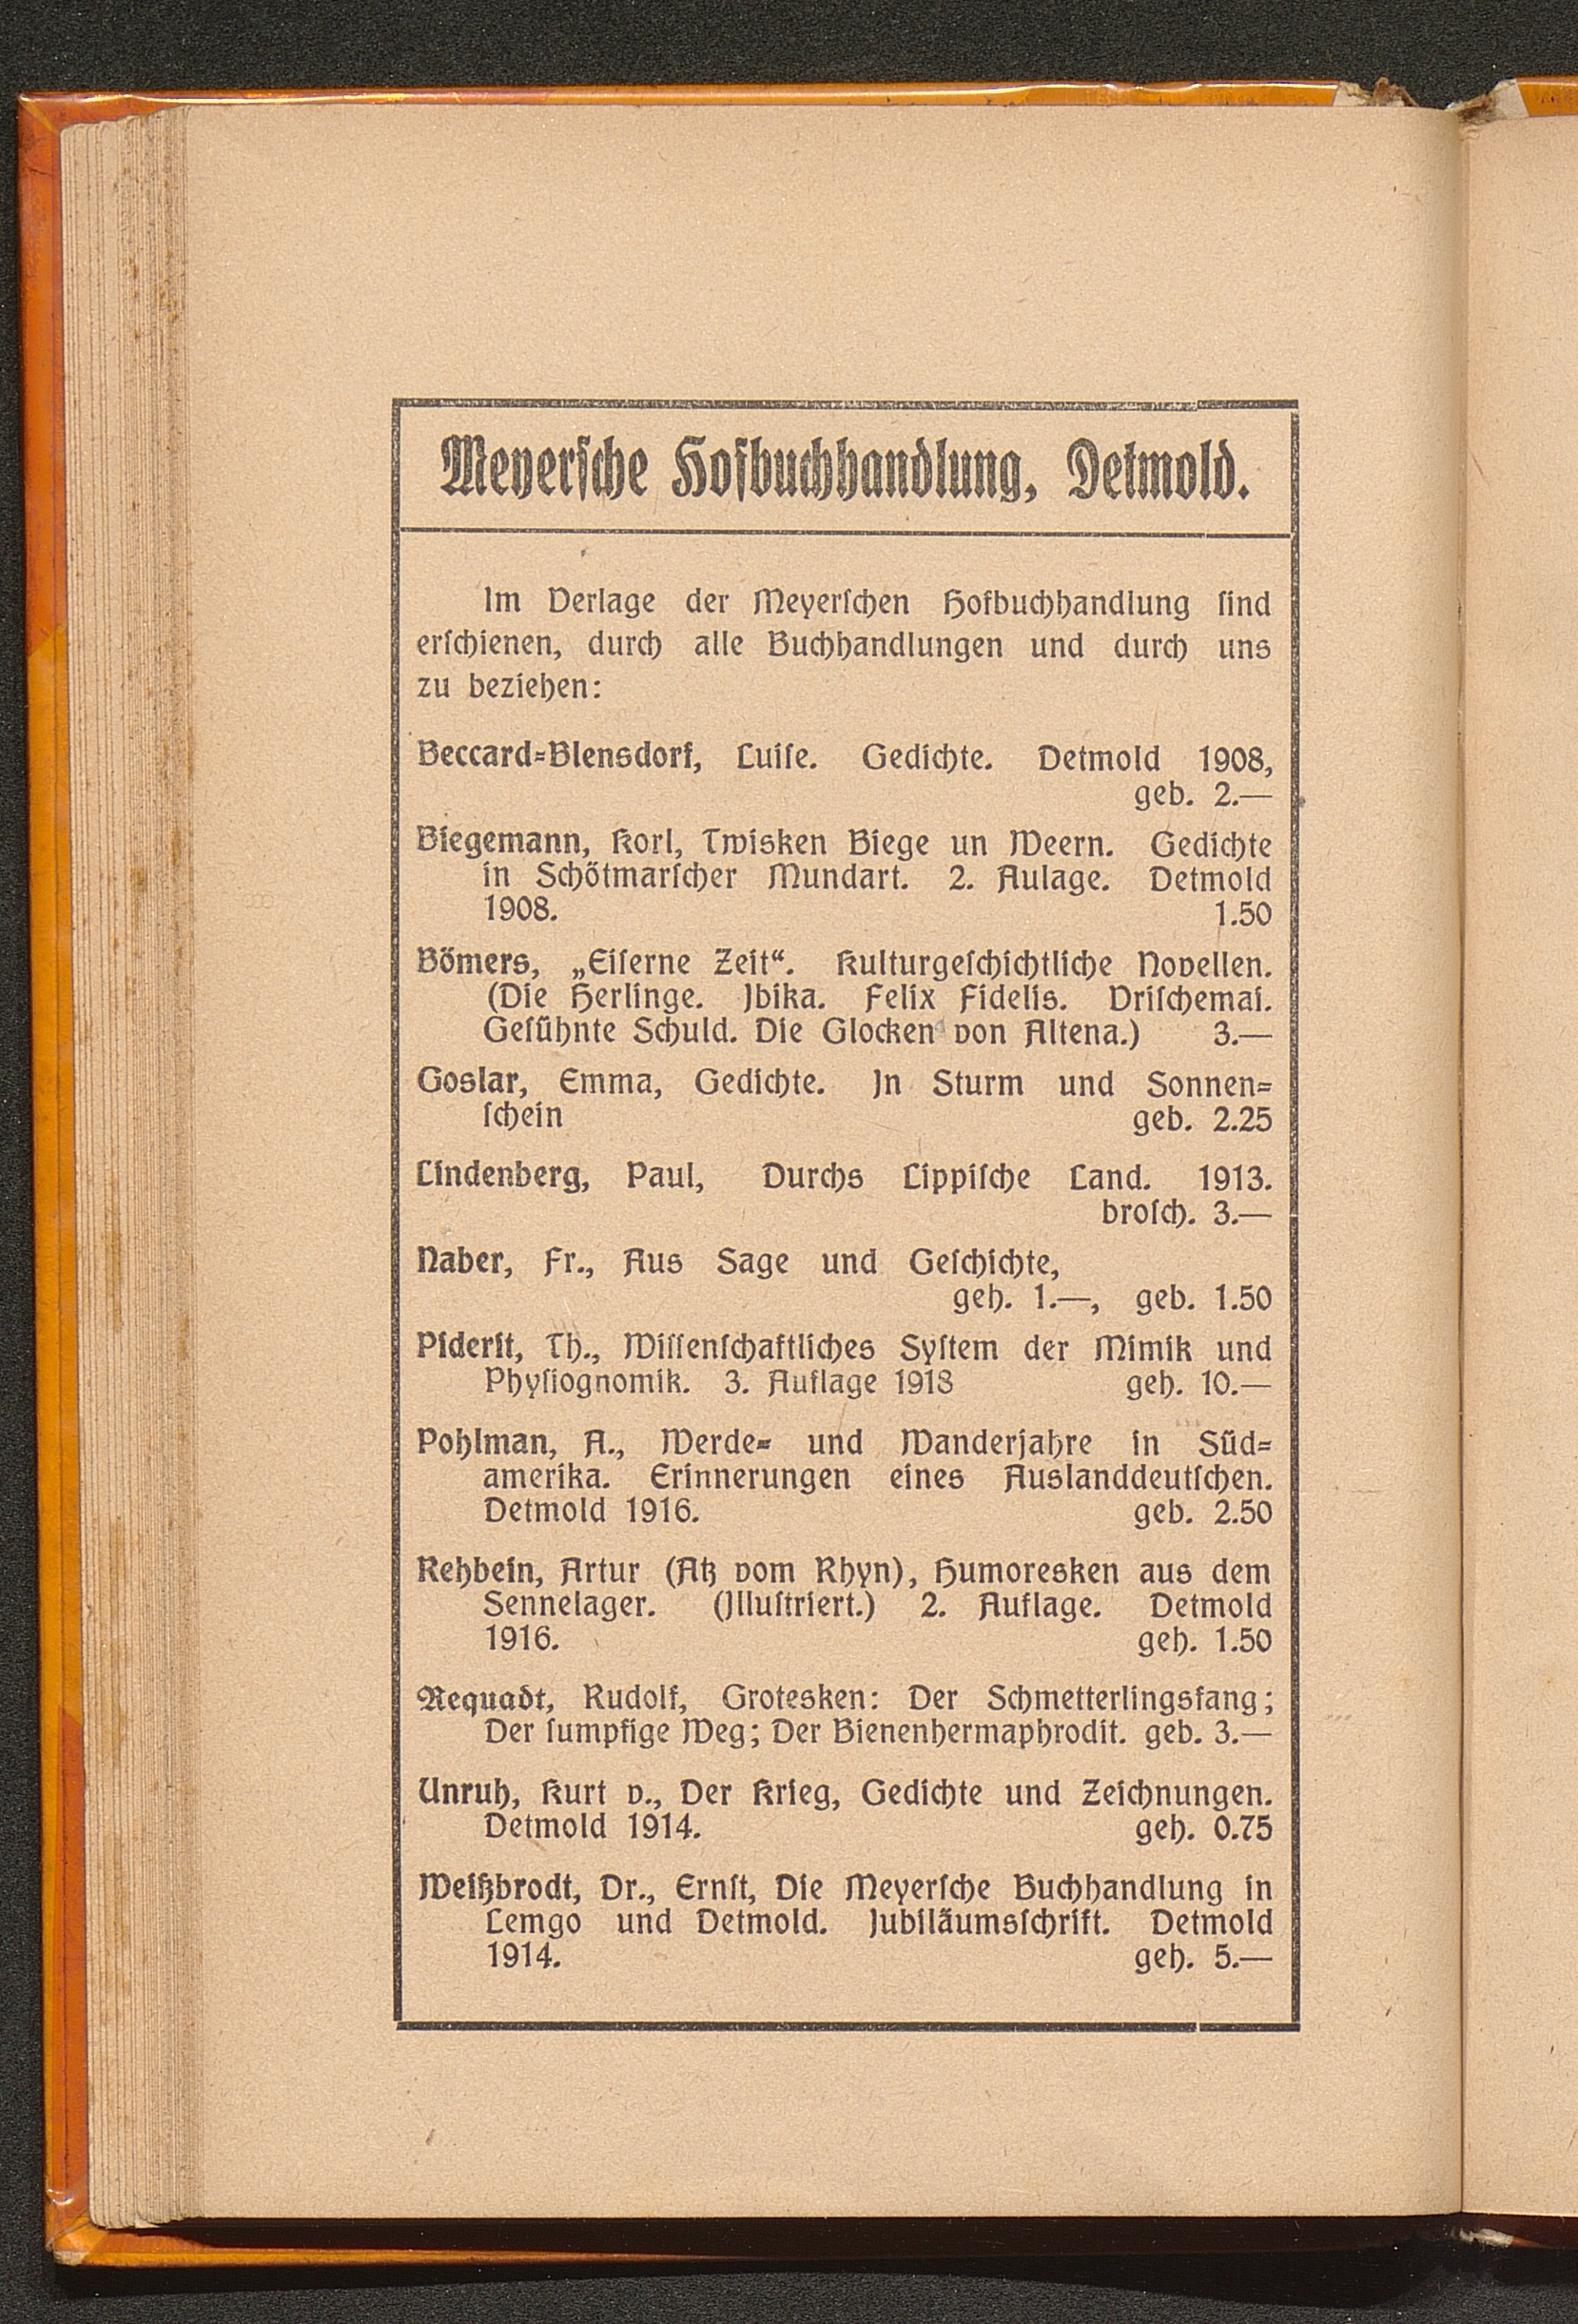 Meyerſche Hofbuchhandlung, Detmold.
Im Verlage der Meyerſchen Hofbuchhandlung ſind
erſchienen, durch alle Buchhandlungen und durch uns
zu beziehen:
Beccard=Blensdorf, Luiſe. Gedichte. Detmold 1908,
geb. 2.—
Biegemann, Korl, Twisken Biege un Weern. Gedichte
in Schötmarſcher Mundart. 2. Aulage. Detmold
1908. 1.50
Bömers, „Eiſerne Zeit“. Kulturgeſchichtliche Novellen.
(Die Herlinge. Ibika. Felix Fidelis. Driſchemai.
Geſühnte Schuld. Die Glocken von Altena.) 3.—
Goslar, Emma, Gedichte. In Sturm und Sonnen=
ſchein geb. 2.25
Lindenberg, Paul, Durchs Lippiſche Land. 1913.
broſch. 3.—
Naber, Fr., Aus Sage und Geſchichte,
geh. 1.—, geb. 1.50
Piderit, Th., Wiſſenſchaftliches Syſtem der Mimik und
Phyſiognomik. 3. Auflage 1918 geh. 10.—
Pohlman, A., Werde= und Wanderjahre in Süd=
amerika. Erinnerungen eines Auslanddeutſchen.
Detmold 1916. geb. 2.50
Rehbein, Artur (Atz vom Rhyn), Humoresken aus dem
Sennelager. (Illuſtriert.) 2. Auflage. Detmold
1916. geh. 1.50
Requadt, Rudolf, Grotesken: Der Schmetterlingsfang;
Der ſumpfige Weg; Der Bienenhermaphrodit. geb. 3.—
Unruh, Kurt v., Der Krieg, Gedichte und Zeichnungen.
Detmold 1914. geh. 0.75
Weißbrodt, Dr., Ernſt, Die Meyerſche Buchhandlung in
Lemgo und Detmold. Jubiläumsſchrift. Detmold
1914. geh. 5.—